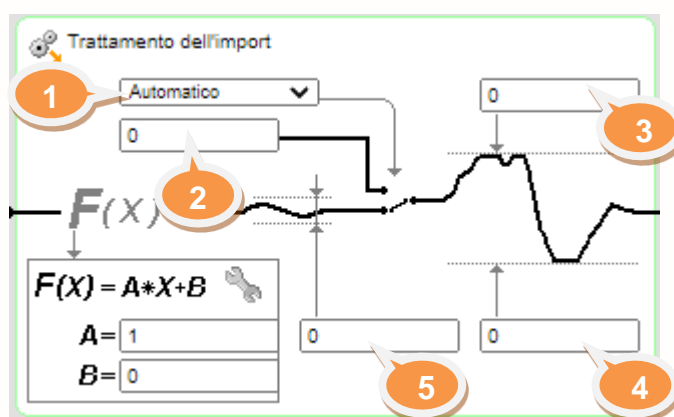 Trattamento dell'import
1
Automatico
0
3
0
2
F(X)
F(X) = A*X+B
A= 1
0
0
B= 0
5
4